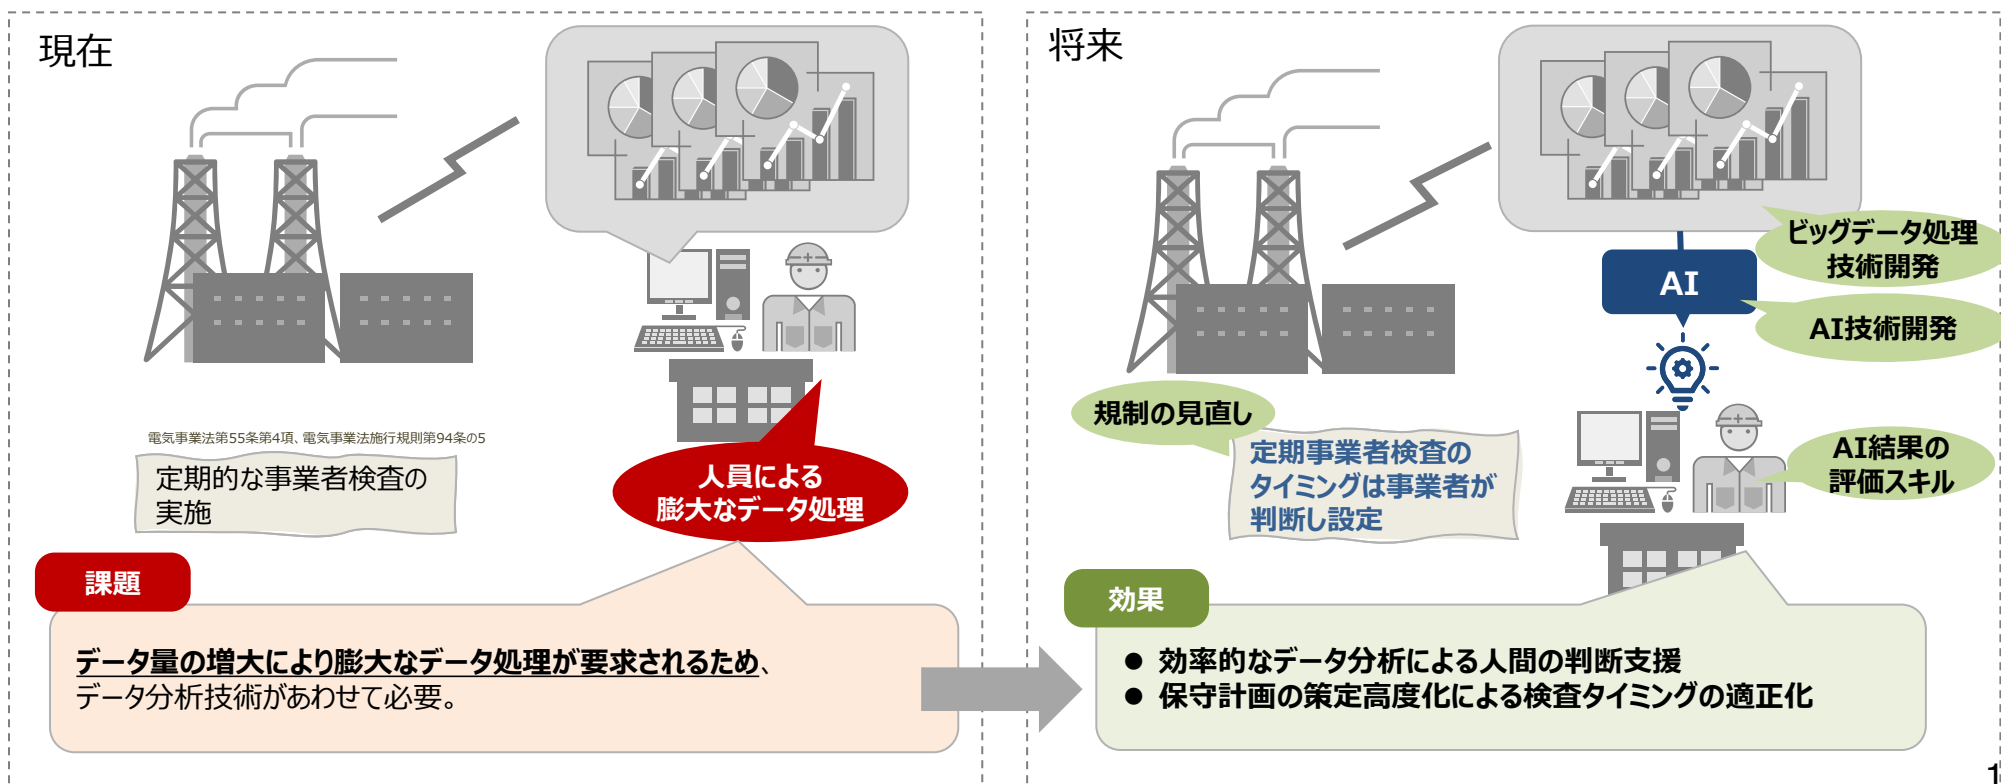 現在
電気事業法第55条第4項、電気事業法施行規則第94条の5
定期的な事業者検査の
実施
人員による
膨大なデータ処理
課題
データ量の増大により膨大なデータ処理が要求されるため、
データ分析技術があわせて必要。
将来
ビッグデータ処理
技術開発
AI
AI技術開発
規制の見直し
定期事業者検査の
タイミングは事業者が
判断し設定
AI結果の
評価スキル
効果
● 効率的なデータ分析による人間の判断支援
● 保守計画の策定高度化による検査タイミングの適正化
1